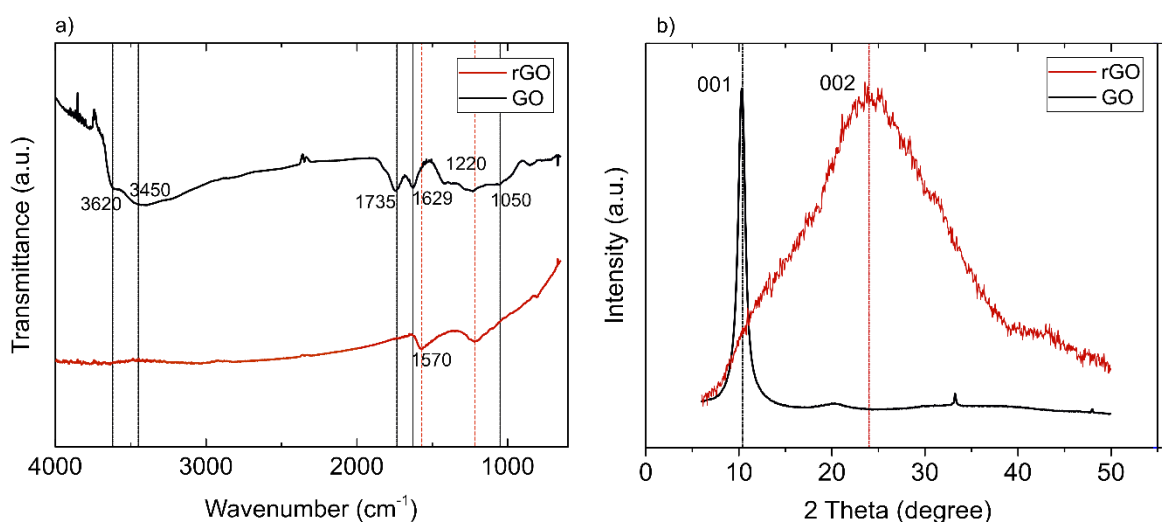 a)
rGO
GO
Transmittance (a.u.)
3620
3450
1735
1629
1220
1050
1570
4000
3000
2000
1000
Wavenumber (cm⁻¹)
b)
001
002
rGO
GO
Intensity (a.u.)
0
10
20
30
40
50
2 Theta (degree)